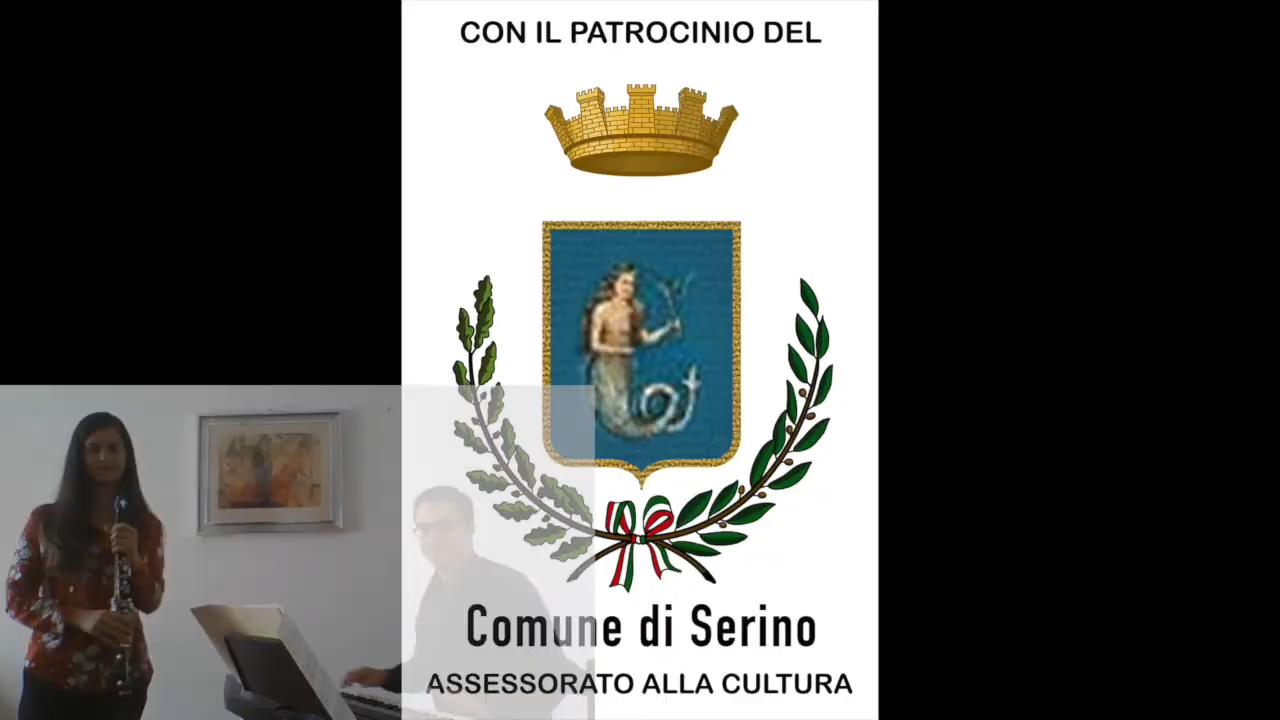 CON IL PATROCINIO DEL
Comune di Serino
ASSESSORATO ALLA CULTURA